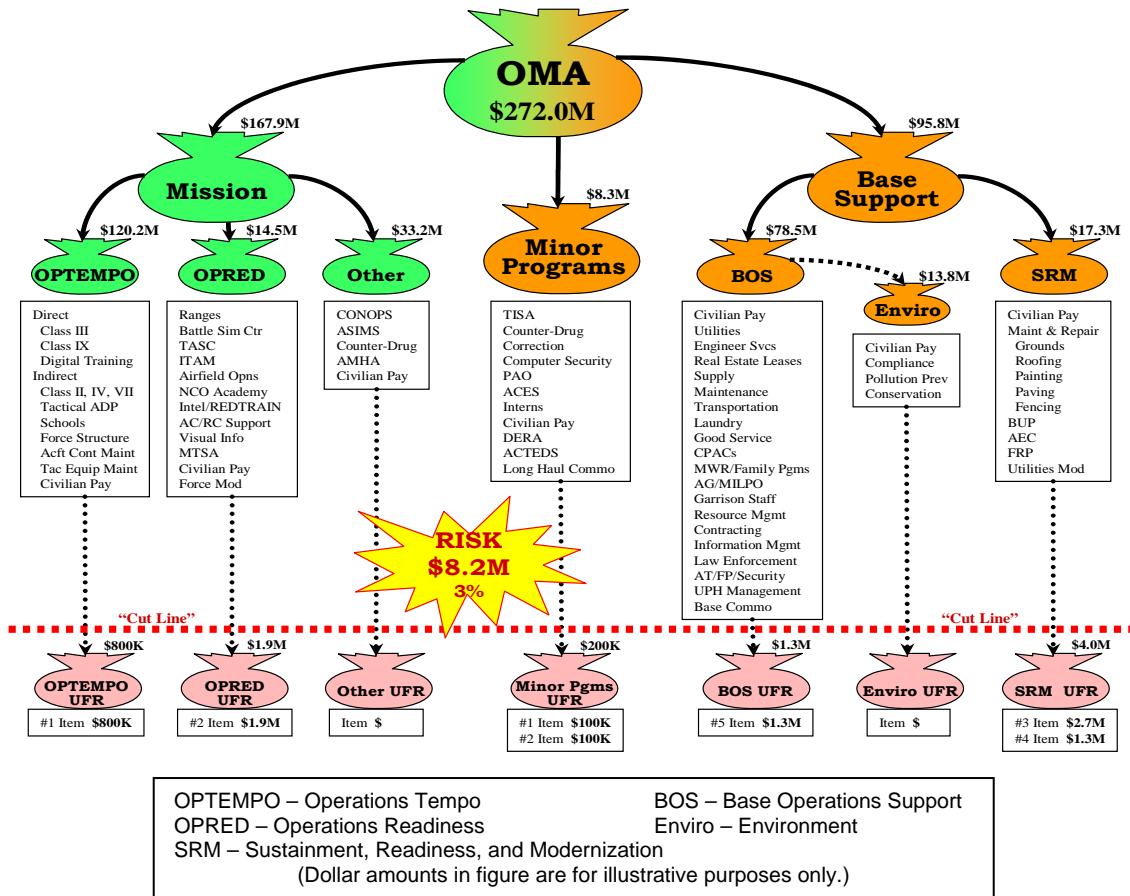 OMA
$272.0M
$167.9M
$95.8M
Mission
$8.3M
Base
Support
$120.2M
$14.5M
$33.2M
Minor
Programs
$78.5M
$17.3M
OPTEMPO
OPRED
Other
BOS
$13.8M
Enviro
SRM
Direct
Class III
Class IX
Digital Training
Indirect
Class II, IV, VII
Tactical ADP
Schools
Force Structure
Acft Cont Maint
Tac Equip Maint
Civilian Pay
Ranges
Battle Sim Ctr
TASC
ITAM
Airfield Opns
NCO Academy
Intel/REDTRAIN
AC/RC Support
Visual Info
MTSA
Civilian Pay
Force Mod
CONOPS
ASIMS
Counter-Drug
AMHA
Civilian Pay
TISA
Counter-Drug
Correction
Computer Security
PAO
ACES
Interns
Civilian Pay
DERA
ACTEDS
Long Haul Commo
Civilian Pay
Utilities
Engineer Svcs
Real Estate Leases
Supply
Maintenance
Transportation
Laundry
Good Service
CPACs
MWR/Family Pgms
AG/MILPO
Garrison Staff
Resource Mgmt
Contracting
Information Mgmt
Law Enforcement
AT/FP/Security
UPH Management
Base Commo
Civilian Pay
Compliance
Pollution Prev
Conservation
Civilian Pay
Maint & Repair
Grounds
Roofing
Painting
Paving
Fencing
BUP
AEC
FRP
Utilities Mod
RISK
$8.2M
3%
“Cut Line”
“Cut Line”
$800K
OPTEMPO
UFR
#1 Item $800K
$1.9M
OPRED
UFR
#2 Item $1.9M
Other UFR
Item $
$200K
Minor Pgms
UFR
#1 Item $100K
#2 Item $100K
$1.3M
BOS UFR
#5 Item $1.3M
Enviro UFR
Item $
$4.0M
SRM UFR
#3 Item $2.7M
#4 Item $1.3M
OPTEMPO – Operations Tempo
BOS – Base Operations Support
OPRED – Operations Readiness
Enviro – Environment
SRM – Sustainment, Readiness, and Modernization
(Dollar amounts in figure are for illustrative purposes only.)